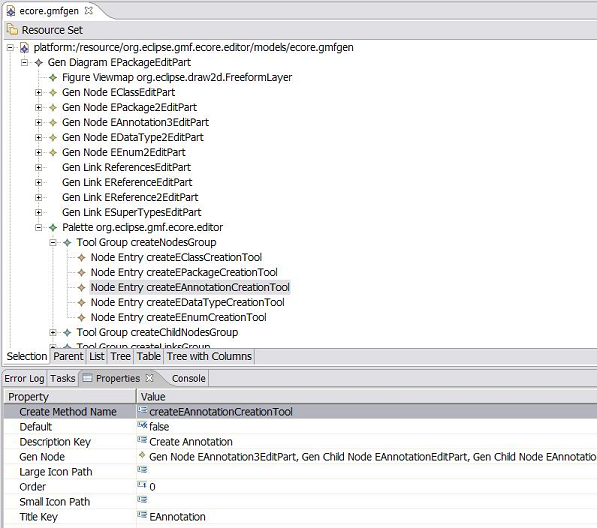 ecore.gmfgen
Resource Set
platform:/resource/org.eclipse.gmf.ecore.editor/models/ecore.gmfgen
Gen Diagram EPackageEditPart
Figure Viewmap org.eclipse.draw2d.FreeformLayer
Gen Node EClassEditPart
Gen Node EPackage2EditPart
Gen Node EAnnotation3EditPart
Gen Node EDataType2EditPart
Gen Node EEnum2EditPart
Gen Link ReferencesEditPart
Gen Link EReferenceEditPart
Gen Link EReference2EditPart
Gen Link ESuperTypesEditPart
Palette org.eclipse.gmf.ecore.editor
Tool Group createNodesGroup
Node Entry createEClassCreationTool
Node Entry createEPackageCreationTool
Node Entry createEAnnotationCreationTool
Node Entry createEDataTypeCreationTool
Node Entry createEEnumCreationTool
Tool Group createChildNodesGroup
Tool Group createLinksGroup
Selection Parent List Tree Table Tree with Columns
Error Log Tasks Properties Console
Property Value
Create Method Name createEAnnotationCreationTool
Default false
Description Key Create Annotation
Gen Node Gen Node EAnnotation3EditPart, Gen Child Node EAnnotationEditPart, Gen Child Node EAnnotatio
Large Icon Path
Order 0
Small Icon Path
Title Key EAnnotation